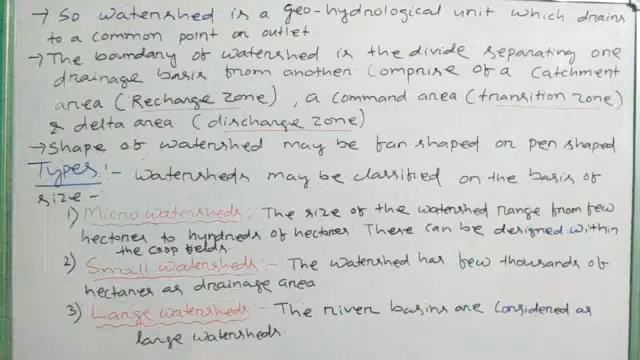 → So watershed is a geo-hydrological unit which drains
to a common point or outlet.
→ The boundary of watershed is the divide separating one
drainage basin from another Comprise of a Catchment
area (Recharge zone), a command area (transition zone)
& delta area (discharge zone)
→ Shape of watershed may be fan shaped or pen shaped
Types:- Watersheds may be classified on the basis of
size -
1) Micro watersheds: The size of the watershed range from few
hectares to hundreds of hectares These can be designed within
the crop fields.
2) Small watersheds:- The watershed has few thousands of
hectares as drainage area
3) Large watersheds:- The river basins are considered as
large watersheds.